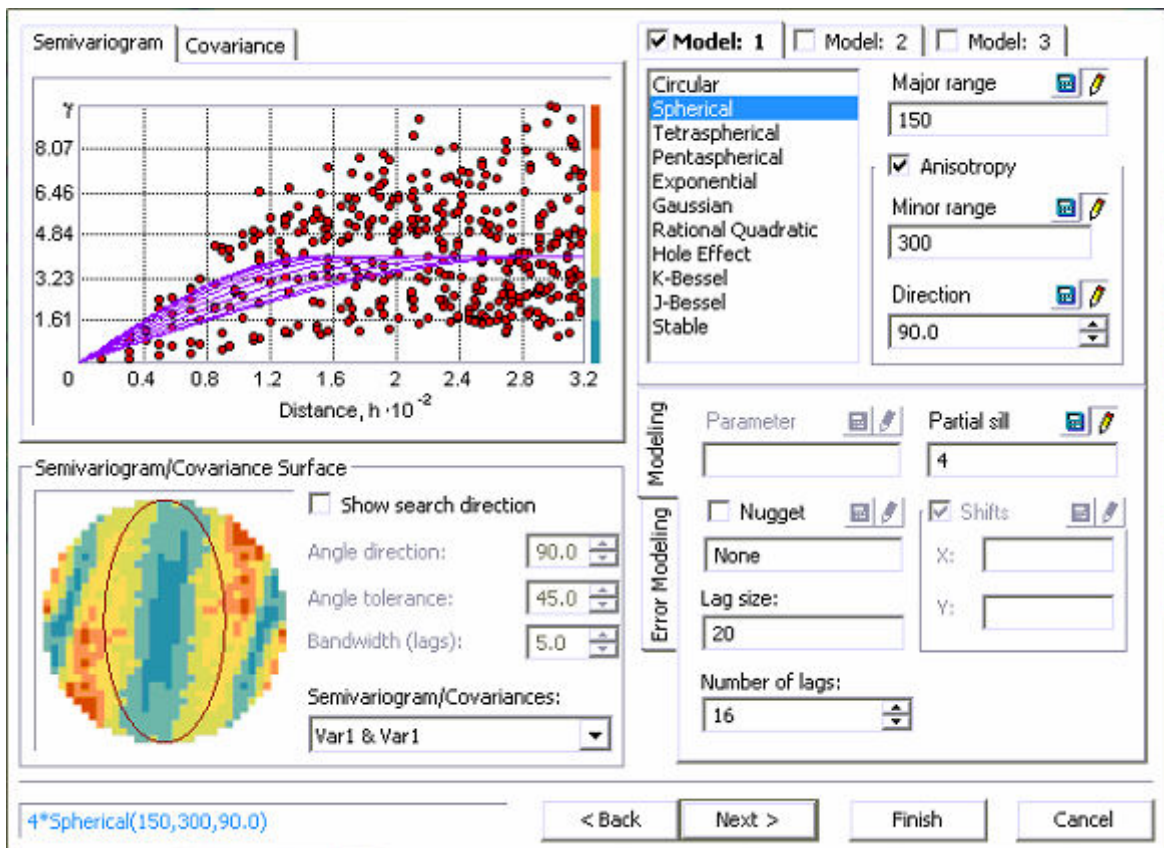 Semivariogram
Covariance
γ
8.07
6.46
4.84
3.23
1.61
0 0.4 0.8 1.2 1.6 2 2.4 2.8 3.2
Distance, h·10⁻²
Semivariogram/Covariance Surface
Show search direction
Angle direction: 90.0
Angle tolerance: 45.0
Bandwidth (lags): 5.0
Semivariogram/Covariances:
Var1 & Var1
Model: 1
Model: 2
Model: 3
Circular
Spherical
Tetraspherical
Pentaspherical
Exponential
Gaussian
Rational Quadratic
Hole Effect
K-Bessel
J-Bessel
Stable
Major range
150
Anisotropy
Minor range
300
Direction
90.0
Modeling
Error Modeling
Parameter
Partial sill
4
Nugget
None
Shifts
X:
Y:
Lag size:
20
Number of lags:
16
4*Spherical(150,300,90.0)
< Back
Next >
Finish
Cancel